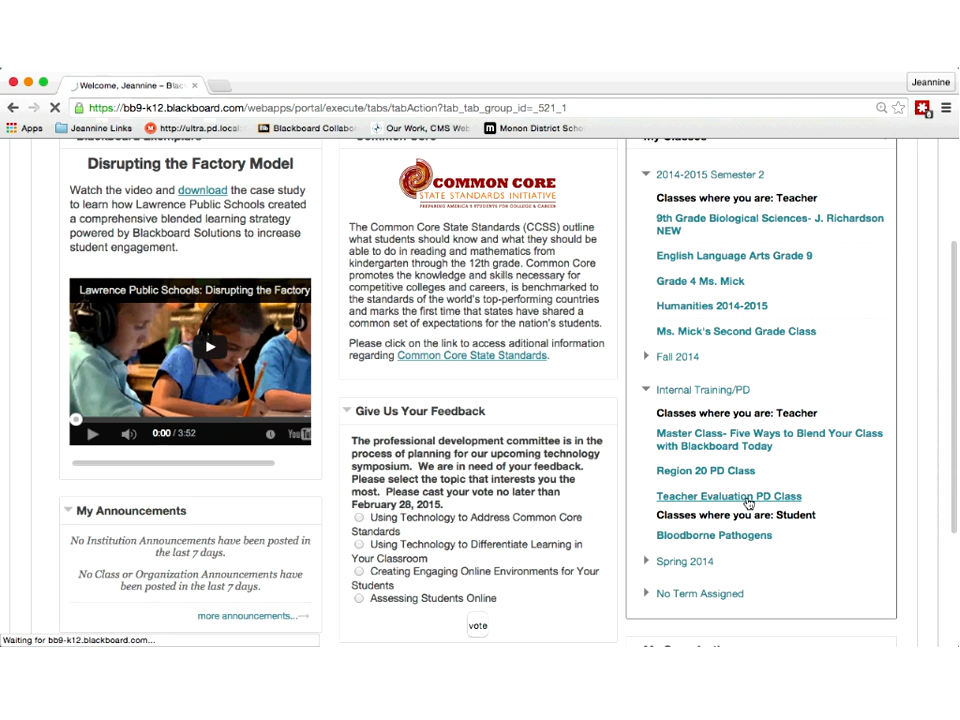 Welcome, Jeannine – Blac
Jeannine
https://bb9-k12.blackboard.com/webapps/portal/execute/tabs/tabAction?tab_tab_group_id=_521_1
Apps
Jeannine Links
http://ultra.pd.local:
Blackboard Collabo
Our Work, CMS Web
Monon District Scho
Disrupting the Factory Model
Watch the video and download the case study
to learn how Lawrence Public Schools created
a comprehensive blended learning strategy
powered by Blackboard Solutions to increase
student engagement.
Lawrence Public Schools: Disrupting the Factory
0:00 / 3:52
My Announcements
No Institution Announcements have been posted in
the last 7 days.
No Class or Organization Announcements have
been posted in the last 7 days.
more announcements...→
Waiting for bb9-k12.blackboard.com...
Common Core
COMMON CORE
STATE STANDARDS INITIATIVE
PREPARING AMERICA'S STUDENTS FOR COLLEGE & CAREER
The Common Core State Standards (CCSS) outline
what students should know and what they should be
able to do in reading and mathematics from
kindergarten through the 12th grade. Common Core
promotes the knowledge and skills necessary for
competitive colleges and careers, is benchmarked to
the standards of the world's top-performing countries
and marks the first time that states have shared a
common set of expectations for the nation's students.
Please click on the link to access aditional information
regarding Common Core State Standards.
Give Us Your Feedback
The professional development committee is in the
process of planning for our upcoming technology
symposium. We are in need of your feedback.
Please select the topic that interests you the
most. Please cast your vote no later than
February 28, 2015.
Using Technology to Address Common Core
Standards
Using Technology to Differentiate Learning in
Your Classroom
Creating Engaging Online Environments for Your
Students
Assessing Students Online
vote
My Classes
2014-2015 Semester 2
Classes where you are: Teacher
9th Grade Biological Sciences- J. Richardson
NEW
English Language Arts Grade 9
Grade 4 Ms. Mick
Humanities 2014-2015
Ms. Mick's Second Grade Class
Fall 2014
Internal Training/PD
Classes where you are: Teacher
Master Class- Five Ways to Blend Your Class
with Blackboard Today
Region 20 PD Class
Teacher Evaluation PD Class
Classes where you are: Student
Bloodborne Pathogens
Spring 2014
No Term Assigned